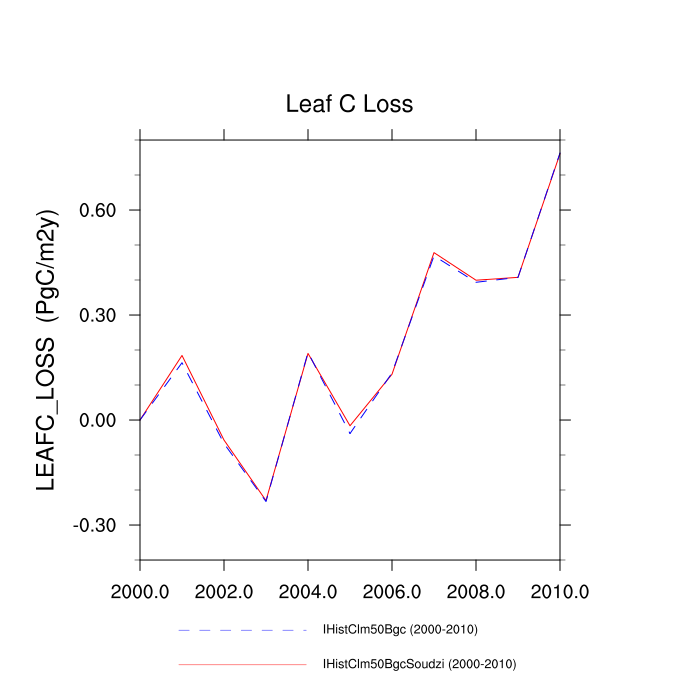 Leaf C Loss
LEAFC_LOSS (PgC/m2y)
0.60
0.30
0.00
-0.30
2000.0 2002.0 2004.0 2006.0 2008.0 2010.0
IHistClm50Bgc (2000-2010)
IHistClm50BgcSoudzi (2000-2010)